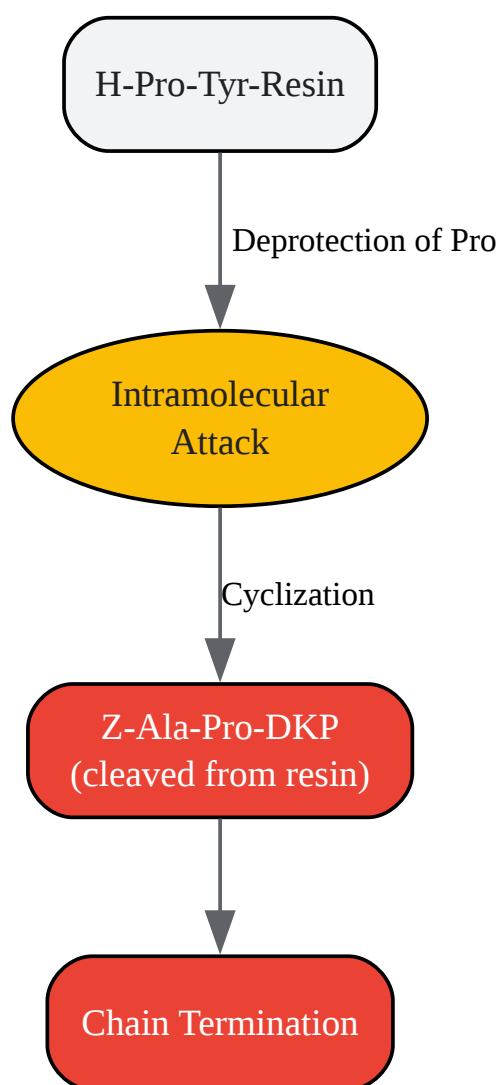 H-Pro-Tyr-Resin
Deprotection of Pro
Intramolecular
Attack
Cyclization
Z-Ala-Pro-DKP
(cleaved from resin)
Chain Termination